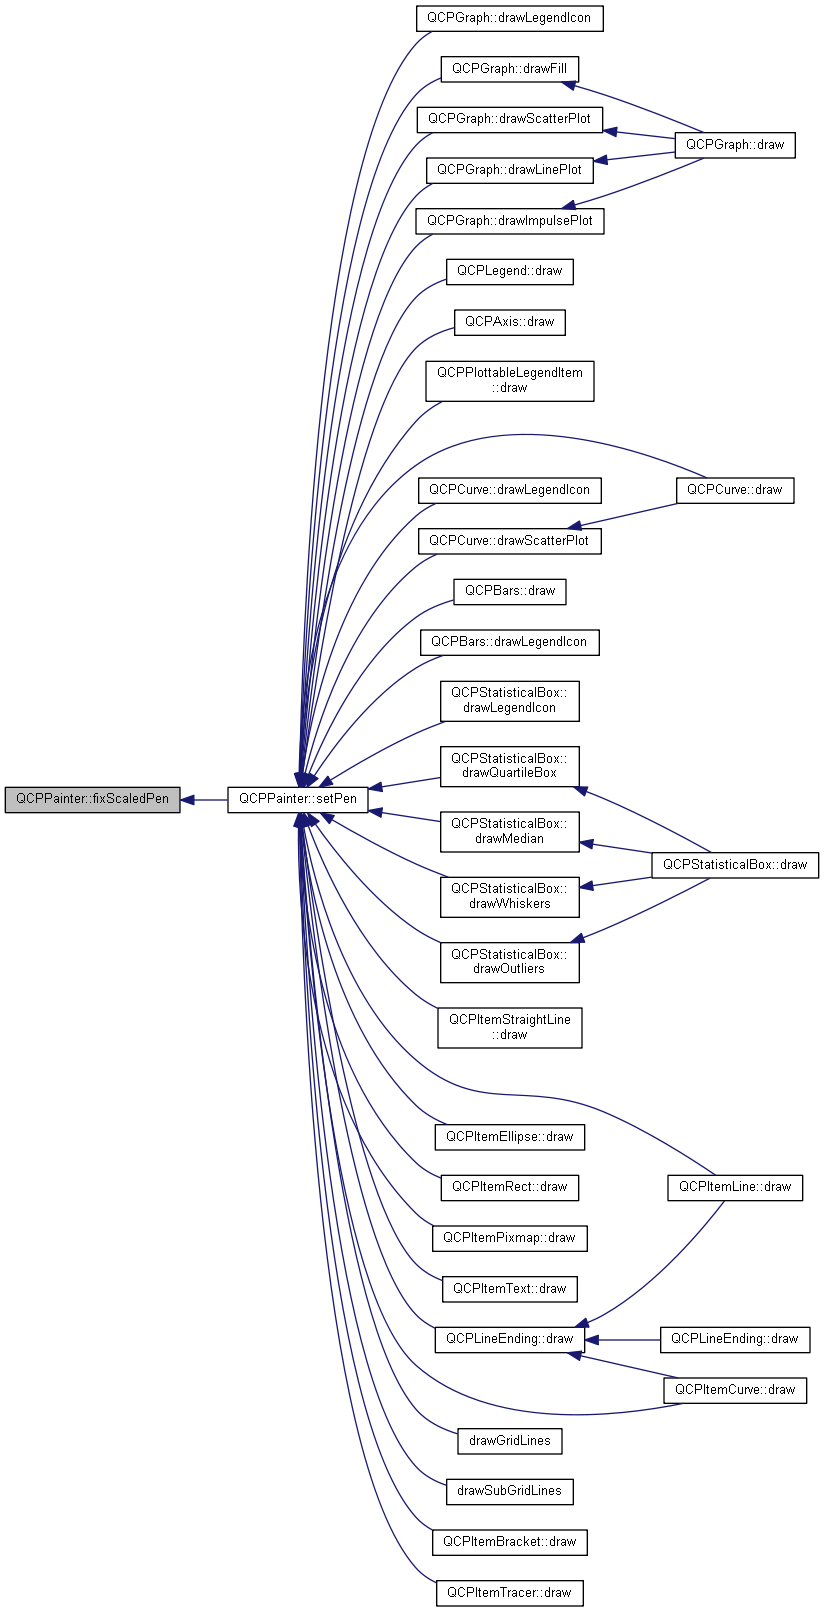 QCPGraph::drawLegendIcon
QCPGraph::drawFill
QCPGraph::drawScatterPlot
QCPGraph::draw
QCPGraph::drawLinePlot
QCPGraph::drawImpulsePlot
QCPLegend::draw
QCPAxis::draw
QCPPlottableLegendItem
::draw
QCPCurve::drawLegendIcon
QCPCurve::draw
QCPCurve::drawScatterPlot
QCPBars::draw
QCPBars::drawLegendIcon
QCPStatisticalBox::
drawLegendIcon
QCPStatisticalBox::
drawQuartileBox
QCPPainter::fixScaledPen
QCPPainter::setPen
QCPStatisticalBox::
drawMedian
QCPStatisticalBox::draw
QCPStatisticalBox::
drawWhiskers
QCPStatisticalBox::
drawOutliers
QCPItemStraightLine
::draw
QCPItemEllipse::draw
QCPItemRect::draw
QCPItemLine::draw
QCPItemPixmap::draw
QCPItemText::draw
QCPLineEnding::draw
QCPLineEnding::draw
QCPItemCurve::draw
drawGridLines
drawSubGridLines
QCPItemBracket::draw
QCPItemTracer::draw